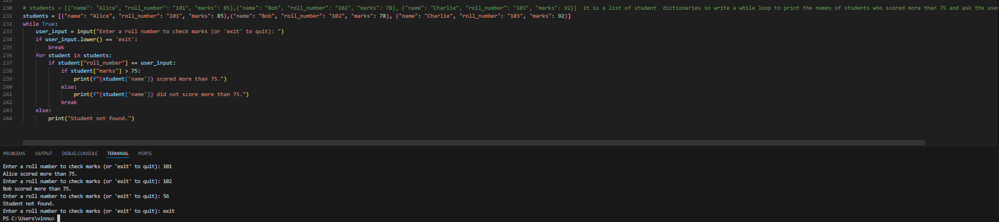 229
230 # students = [{"name": "Alice", "roll_number": "101", "marks": 85},{"name": "Bob", "roll_number": "102", "marks": 78}, {"name": "Charlie", "roll_number": "103", "marks": 92}]  it is a list of student  dictionaries so write a while loop to print the names of students who scored more than 75 and ask the user
231 students = [{"name": "Alice", "roll_number": "101", "marks": 85},{"name": "Bob", "roll_number": "102", "marks": 78}, {"name": "Charlie", "roll_number": "103", "marks": 92}]
232 while True:
233     user_input = input("Enter a roll number to check marks (or 'exit' to quit): ")
234     if user_input.lower() == 'exit':
235         break
236     for student in students:
237         if student["roll_number"] == user_input:
238             if student["marks"] > 75:
239                 print(f"{student['name']} scored more than 75.")
240             else:
241                 print(f"{student['name']} did not score more than 75.")
242             break
243     else:
244         print("Student not found.")
PROBLEMS OUTPUT DEBUG CONSOLE TERMINAL PORTS
Enter a roll number to check marks (or 'exit' to quit): 101
Alice scored more than 75.
Enter a roll number to check marks (or 'exit' to quit): 102
Bob scored more than 75.
Enter a roll number to check marks (or 'exit' to quit): 56
Student not found.
Enter a roll number to check marks (or 'exit' to quit): exit
PS C:\Users\vinnu>